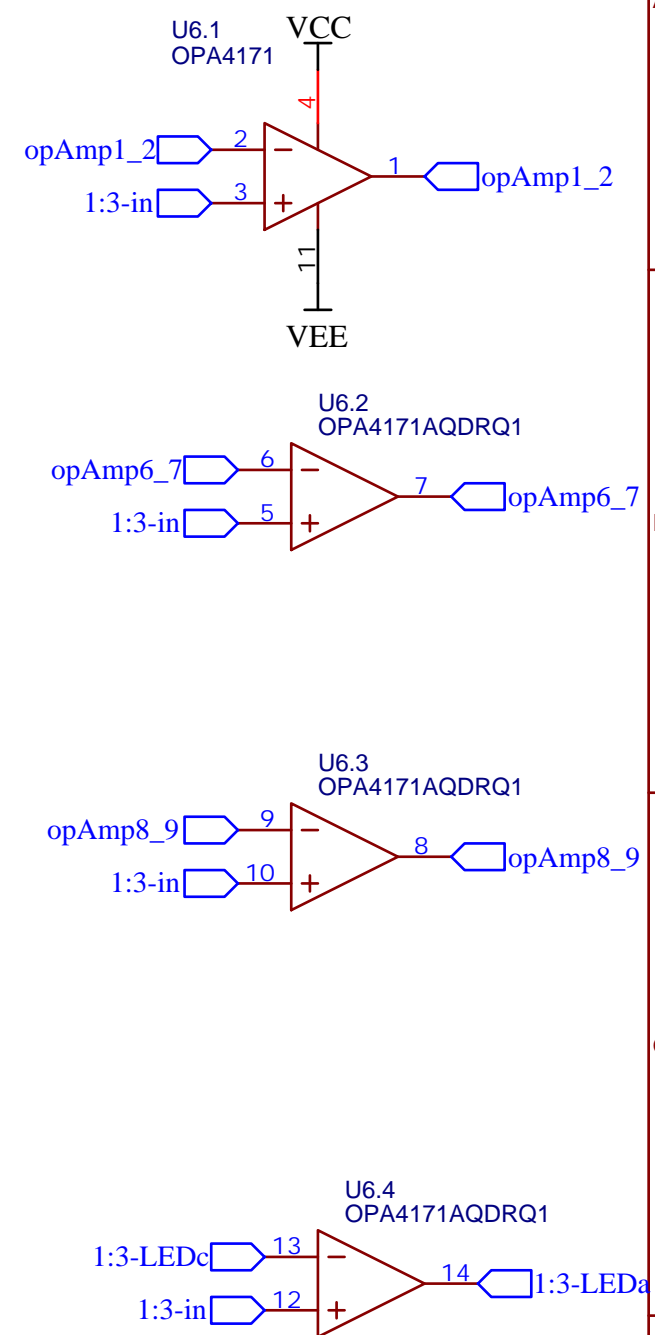 U6.1
OPA4171
VCC
4
opAmp1_2
2
1
opAmp1_2
1:3-in
3
11
VEE
U6.2
OPA4171AQDRQ1
opAmp6_7
6
7
opAmp6_7
1:3-in
5
U6.3
OPA4171AQDRQ1
opAmp8_9
9
8
opAmp8_9
1:3-in
10
U6.4
OPA4171AQDRQ1
1:3-LEDc
13
14
1:3-LEDa
1:3-in
12